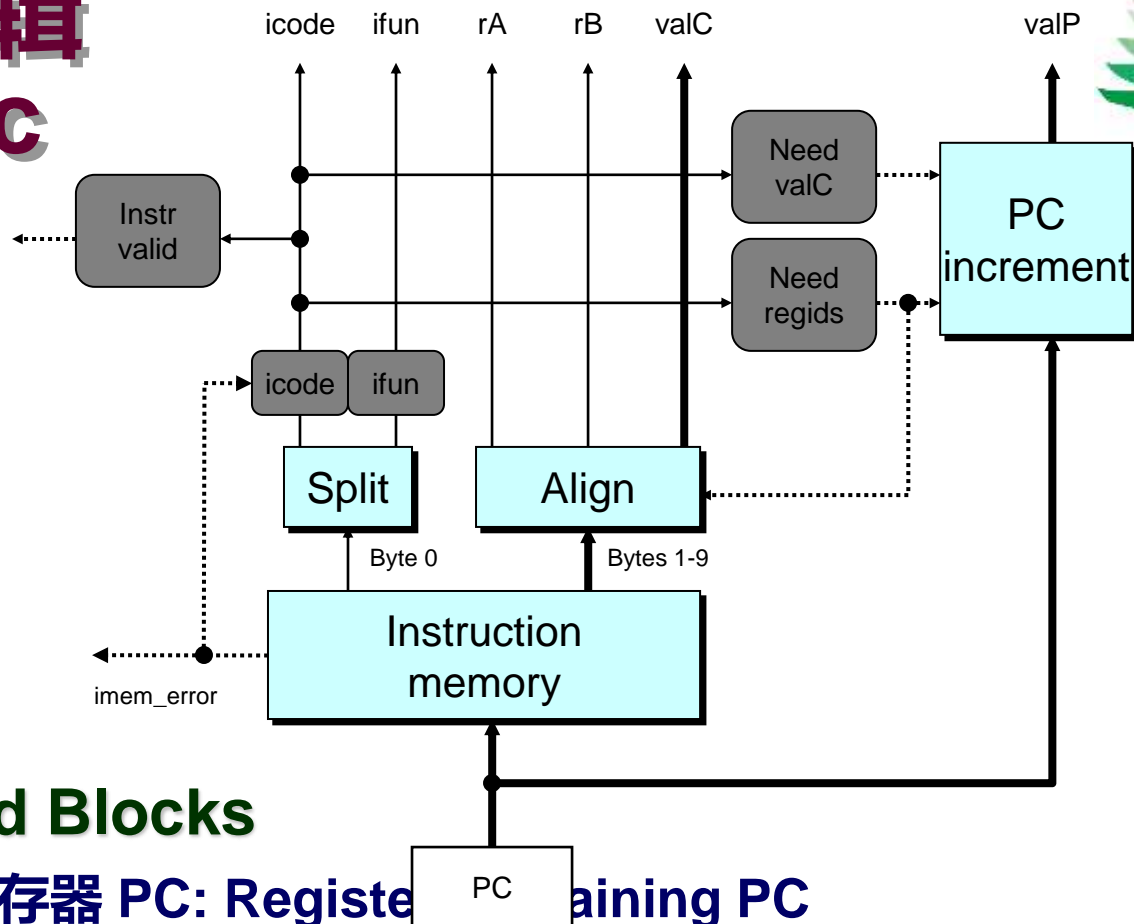 辑
C
icode ifun rA rB valC valP
Need
valC
Instr
valid
PC
increment
Need
regids
icode ifun
Split
Align
Byte 0
Bytes 1-9
Instruction
memory
imem_error
d Blocks
存器 PC: Registe aining PC
PC